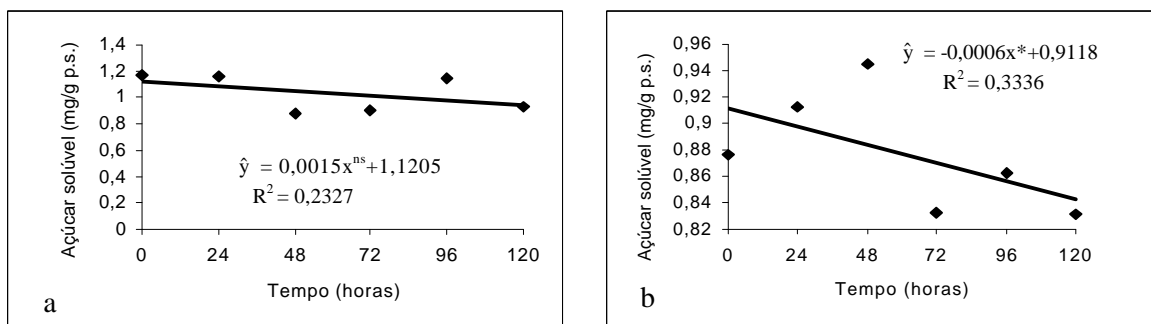 Açúcar solúvel (mg/g p.s.)
1,4
1,2
1
0,8
0,6
0,4
0,2
0
ŷ = 0,0015x^ns+1,1205
R² = 0,2327
0 24 48 72 96 120
Tempo (horas)
a
Açúcar solúvel (mg/g p.s.)
0,96
0,94
0,92
0,9
0,88
0,86
0,84
0,82
ŷ = -0,0006x*+0,9118
R² = 0,3336
0 24 48 72 96 120
Tempo (horas)
b